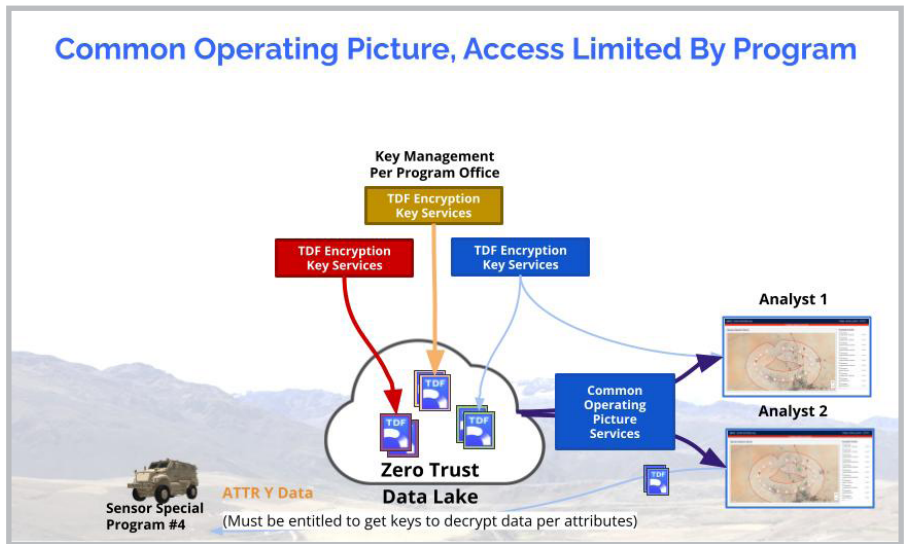 Common Operating Picture, Access Limited By Program
Key Management
Per Program Office
TDF Encryption
Key Services
TDF Encryption
Key Services
TDF Encryption
Key Services
Analyst 1
TDF
TDF
TDF
Common
Operating
Picture
Services
Analyst 2
Zero Trust
Data Lake
TDF
Sensor Special
Program #4
ATTR Y Data
(Must be entitled to get keys to decrypt data per attributes)